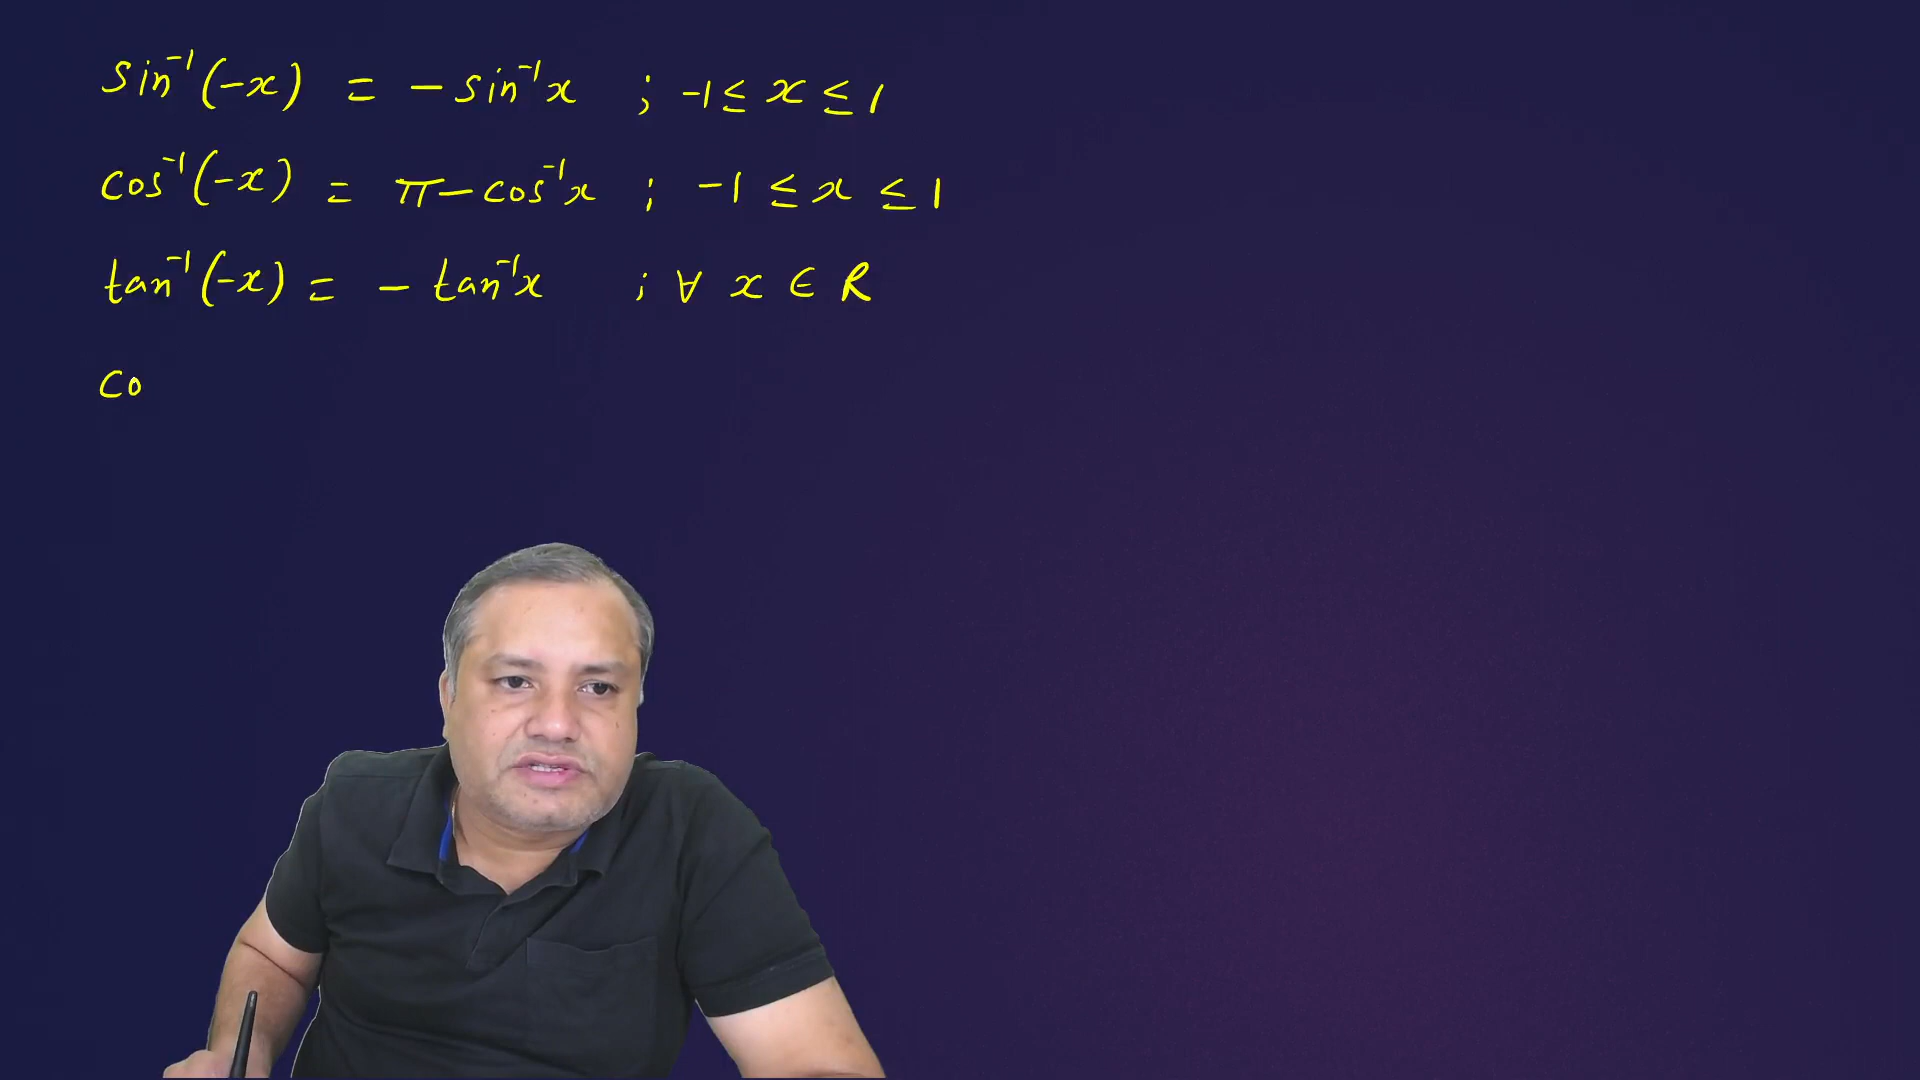 sin⁻¹(-x) = -sin⁻¹x ; -1 ≤ x ≤ 1
cos⁻¹(-x) = π - cos⁻¹x ; -1 ≤ x ≤ 1
tan⁻¹(-x) = - tan⁻¹x ; ∀ x ∈ R
co